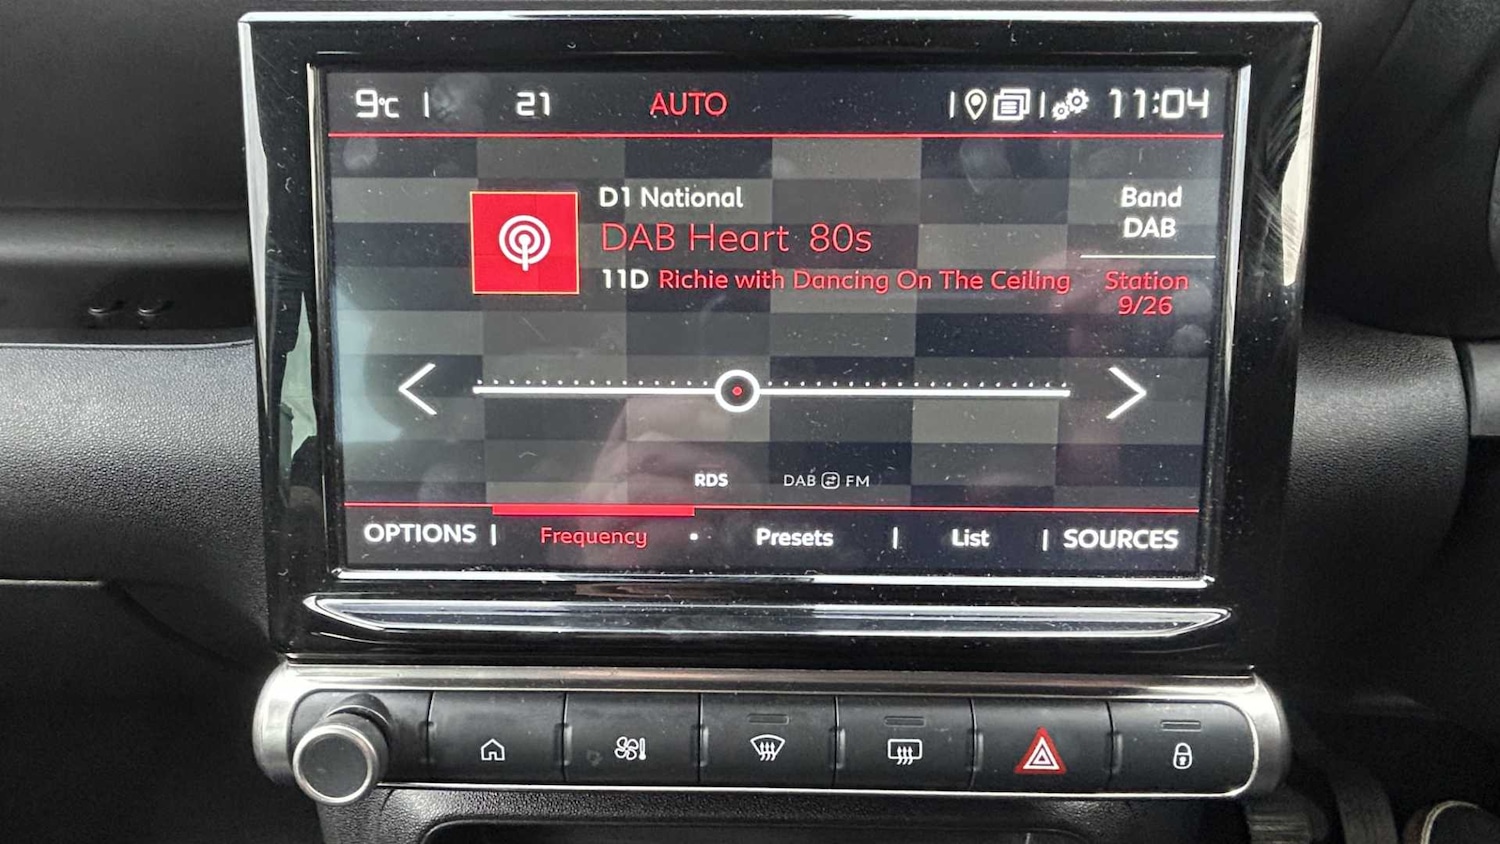 9°C | 21 AUTO | | 11:04
D1 National
DAB Heart 80s
11D Richie with Dancing On The Ceiling
Band
DAB
Station
9/26
RDS DAB FM
OPTIONS | Frequency • Presets | List | SOURCES